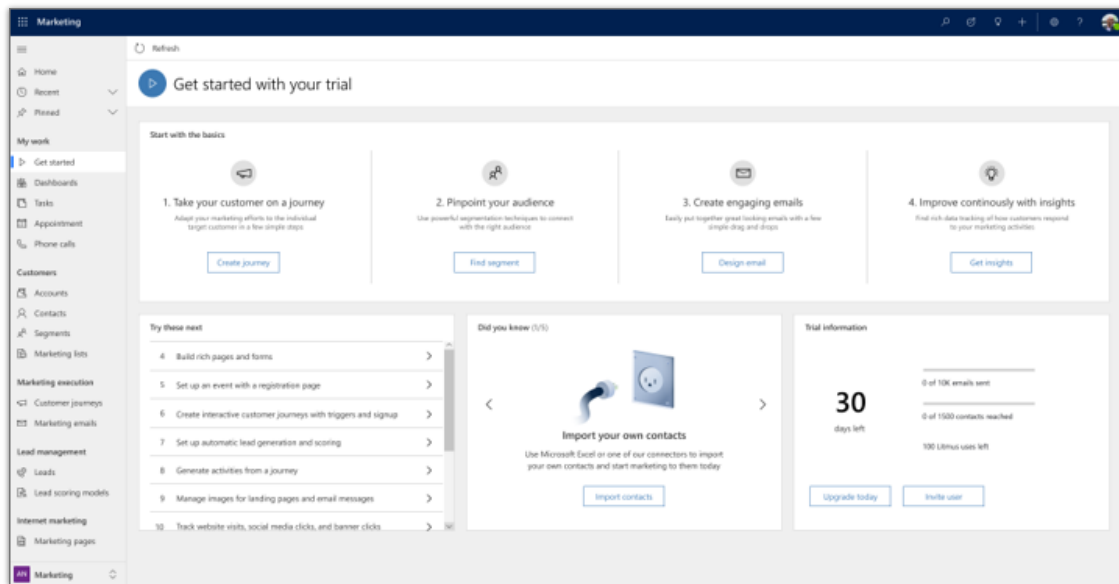 Marketing
?
Refresh
Home
Recent
Pinned
My work
Get started
Dashboards
Tasks
Appointment
Phone calls
Customers
Accounts
Contacts
Segments
Marketing lists
Marketing execution
Customer journeys
Marketing emails
Lead management
Leads
Lead scoring models
Internet marketing
Marketing pages
AN Marketing
Get started with your trial
Start with the basics
1. Take your customer on a journey
Adapt your marketing efforts to the individual
target customer in a few simple steps
Create journey
2. Pinpoint your audience
Use powerful segmentation techniques to connect
with the right audience
Find segment
3. Create engaging emails
Easily put together great looking emails with a few
simple drag and drops
Design email
4. Improve continously with insights
Find rich data tracking of how customers respond
to your marketing activities
Get insights
Try these next
4 Build rich pages and forms
5 Set up an event with a registration page
6 Create interactive customer journeys with triggers and signup
7 Set up automatic lead generation and scoring
8 Generate activities from a journey
9 Manage images for landing pages and email messages
10 Track website visits, social media clicks, and banner clicks
Did you know (5/5)
Import your own contacts
Use Microsoft Excel or one of our connectors to import
your own contacts and start marketing to them today
Import contacts
Trial information
30
days left
0 of 10K emails sent
0 of 1500 contacts reached
100 Litmus uses left
Upgrade today
Invite user